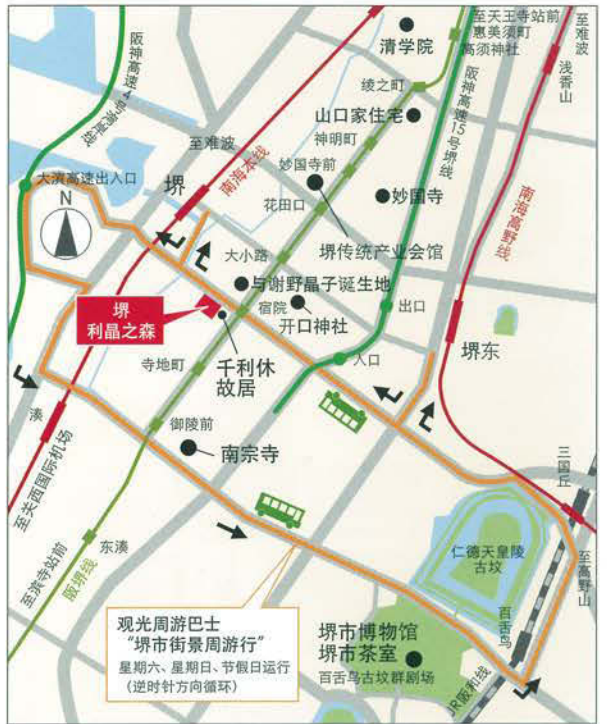 至天王寺站前
惠美须町
高须神社
至难波
浅香山
清学院
绫之町
阪神高速15号堺线
阪神高速4号湾岸线
山口家住宅
神明町
至难波
南海本线
堺
妙国寺前
妙国寺
南海高野线
大滨高速出入口
N
花田口
堺传统产业会馆
大小路
与谢野晶子诞生地
堺
利晶之森
宿院
开口神社
出口
堺东
入口
寺地町
千利休
故居
凑
御陵前
南宗寺
三国丘
至关西国际机场
至滨寺站前
阪堺线
东凑
仁德天皇陵
古坟
至高野山
百舌鸟
JR阪和线
观光周游巴士
“堺市街景周游行”
星期六、星期日、节假日运行
(逆时针方向循环)
堺市博物馆
堺市茶室
百舌鸟古坟群剧场